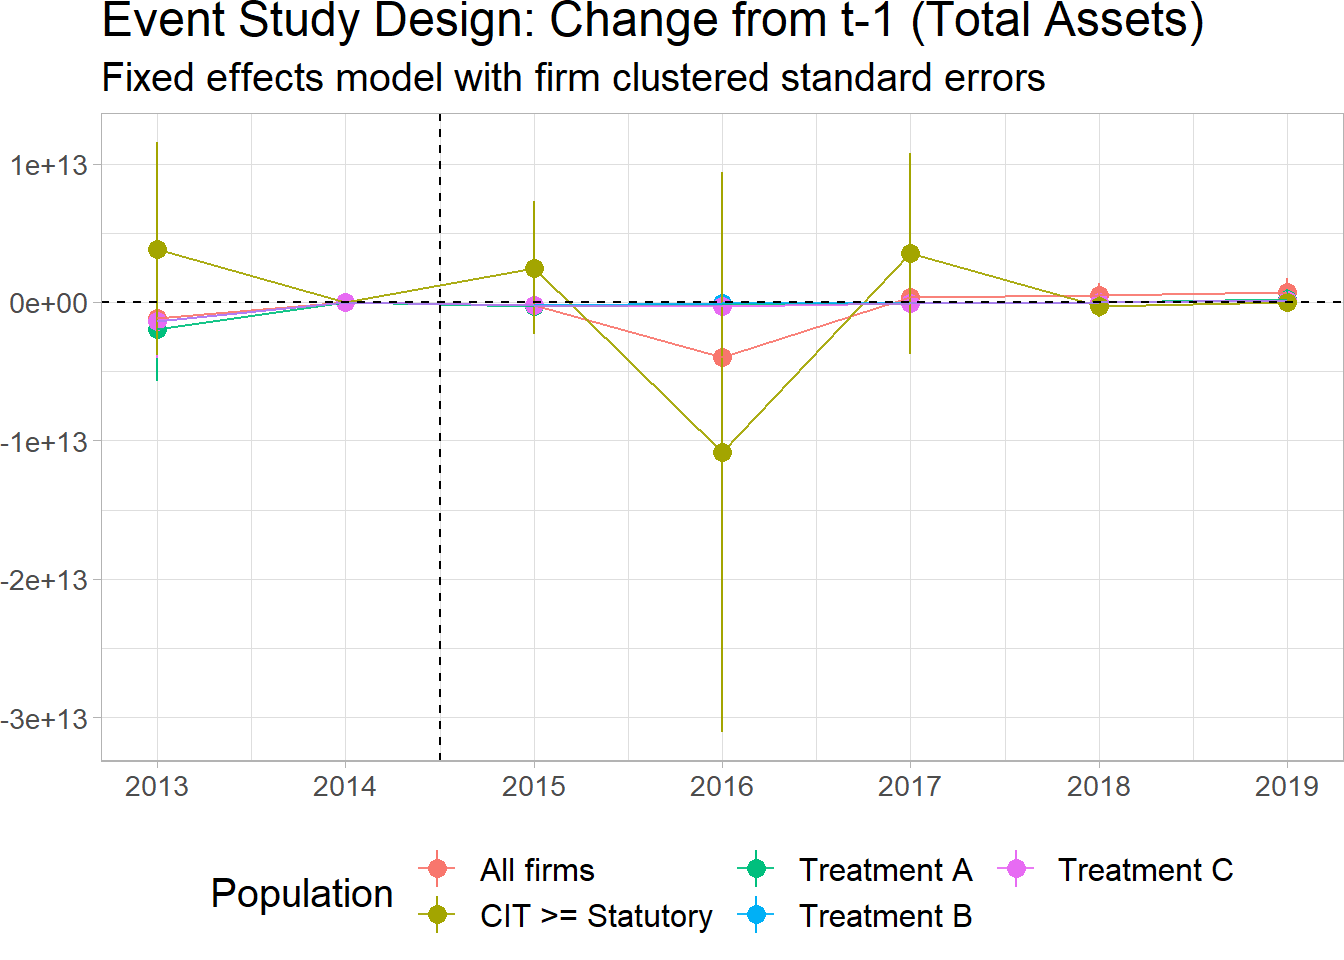 Event Study Design: Change from t-1 (Total Assets)
Fixed effects model with firm clustered standard errors
1e+13
0e+00
-1e+13
-2e+13
-3e+13
2013 2014 2015 2016 2017 2018 2019
Population
All firms Treatment A Treatment C
CIT >= Statutory Treatment B